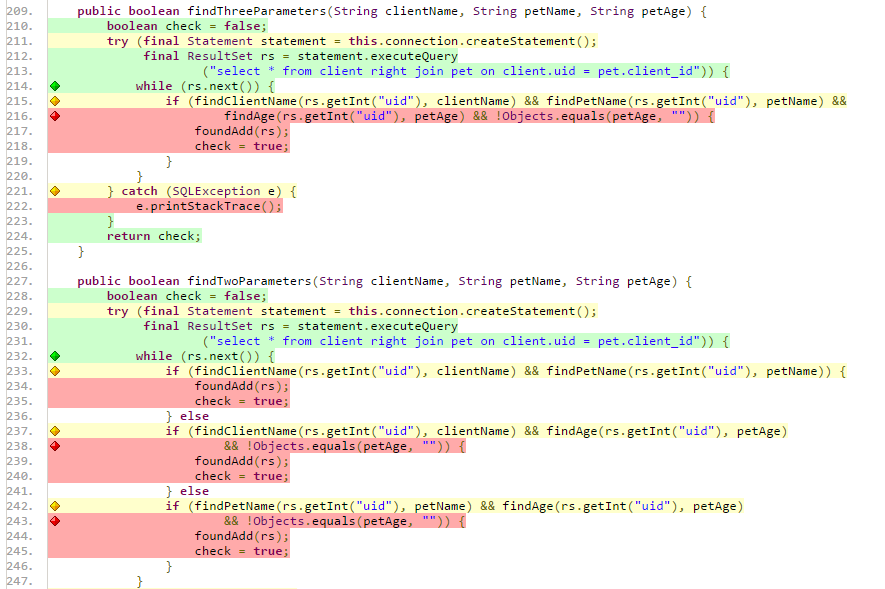 209. public boolean findThreeParameters(String clientName, String petName, String petAge) {
210. boolean check = false;
211. try (final Statement statement = this.connection.createStatement();
212. final ResultSet rs = statement.executeQuery
213. ("select * from client right join pet on client.uid = pet.client_id")) {
214. while (rs.next()) {
215. if (findClientName(rs.getInt("uid"), clientName) && findPetName(rs.getInt("uid"), petName) &&
216. findAge(rs.getInt("uid"), petAge) && !Objects.equals(petAge, "")) {
217. foundAdd(rs);
218. check = true;
219. }
220. }
221. } catch (SQLException e) {
222. e.printStackTrace();
223. }
224. return check;
225. }
226.
227. public boolean findTwoParameters(String clientName, String petName, String petAge) {
228. boolean check = false;
229. try (final Statement statement = this.connection.createStatement();
230. final ResultSet rs = statement.executeQuery
231. ("select * from client right join pet on client.uid = pet.client_id")) {
232. while (rs.next()) {
233. if (findClientName(rs.getInt("uid"), clientName) && findPetName(rs.getInt("uid"), petName)) {
234. foundAdd(rs);
235. check = true;
236. } else
237. if (findClientName(rs.getInt("uid"), clientName) && findAge(rs.getInt("uid"), petAge)
238. && !Objects.equals(petAge, "")) {
239. foundAdd(rs);
240. check = true;
241. } else
242. if (findPetName(rs.getInt("uid"), petName) && findAge(rs.getInt("uid"), petAge)
243. && !Objects.equals(petAge, "")) {
244. foundAdd(rs);
245. check = true;
246. }
247. }